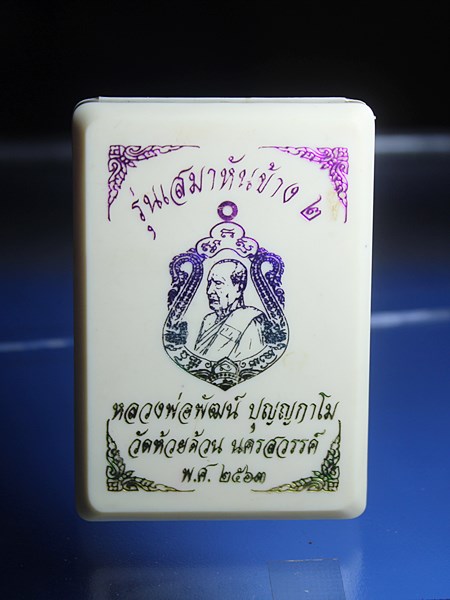 รุ่นเสมาหันข้าง ๒
หลวงพ่อพัฒน์ ปุญญกาโม
วัดห้วยด้วน นครสวรรค์
พ.ศ. ๒๕๖๓